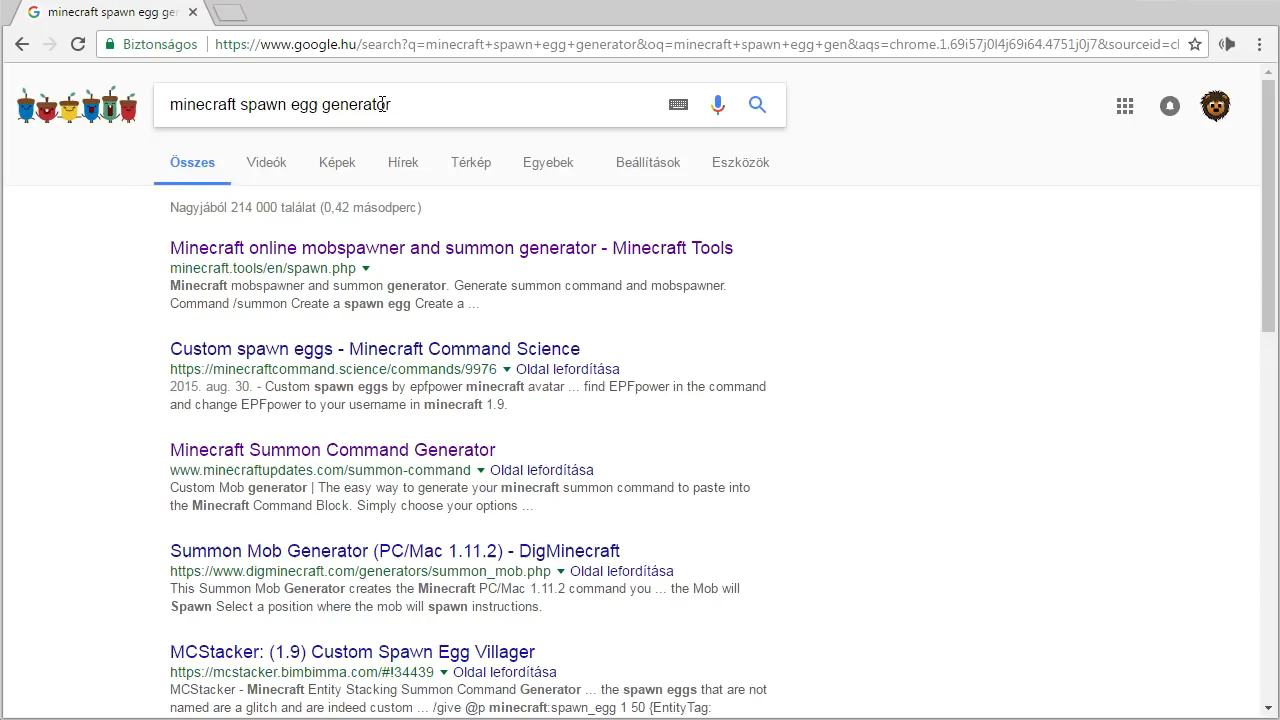 minecraft spawn egg ger
Biztonságos
https://www.google.hu/search?q=minecraft+spawn+egg+generator&oq=minecraft+spawn+egg+gen&aqs=chrome.1.69i57j0l4j69i64.4751j0j7&sourceid=cl
minecraft spawn egg generator
Összes Videók Képek Hírek Térkép Egyebek Beállítások Eszközök
Nagyjából 214 000 találat (0,42 másodperc)
Minecraft online mobspawner and summon generator - Minecraft Tools
minecraft.tools/en/spawn.php
Minecraft mobspawner and summon generator. Generate summon command and mobspawner.
Command /summon Create a spawn egg Create a ...
Custom spawn eggs - Minecraft Command Science
https://minecraftcommand.science/commands/9976 Oldal lefordítása
2015. aug. 30. - Custom spawn eggs by epfpower minecraft avatar ... find EPFpower in the command
and change EPFpower to your username in minecraft 1.9.
Minecraft Summon Command Generator
www.minecraftupdates.com/summon-command Oldal lefordítása
Custom Mob generator | The easy way to generate your minecraft summon command to paste into
the Minecraft Command Block. Simply choose your options ...
Summon Mob Generator (PC/Mac 1.11.2) - DigMinecraft
https://www.digminecraft.com/generators/summon_mob.php Oldal lefordítása
This Summon Mob Generator creates the Minecraft PC/Mac 1.11.2 command you ... the Mob will
Spawn Select a position where the mob will spawn instructions.
MCStacker: (1.9) Custom Spawn Egg Villager
https://mcstacker.bimbimma.com/#!34439 Oldal lefordítása
MCStacker - Minecraft Entity Stacking Summon Command Generator ... the spawn eggs that are not
named are a glitch and are indeed custom ... /give @p minecraft:spawn_egg 1 50 {EntityTag: